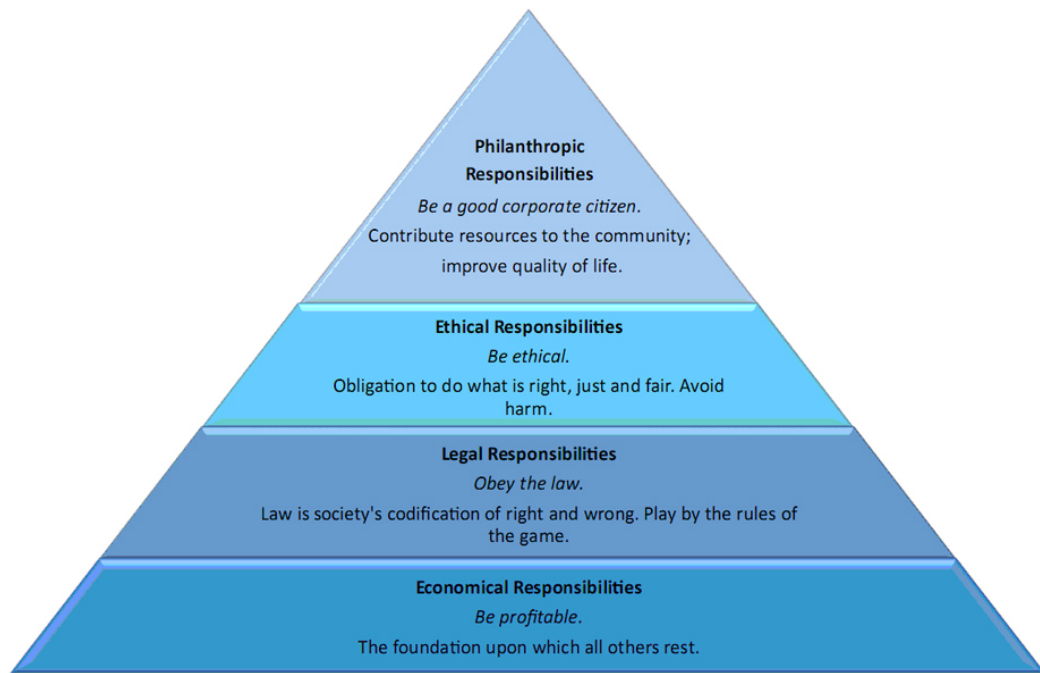 Philanthropic
Responsibilities
Be a good corporate citizen.
Contribute resources to the community;
improve quality of life.
Ethical Responsibilities
Be ethical.
Obligation to do what is right, just and fair. Avoid
harm.
Legal Responsibilities
Obey the law.
Law is society's codification of right and wrong. Play by the rules of
the game.
Economical Responsibilities
Be profitable.
The foundation upon which all others rest.